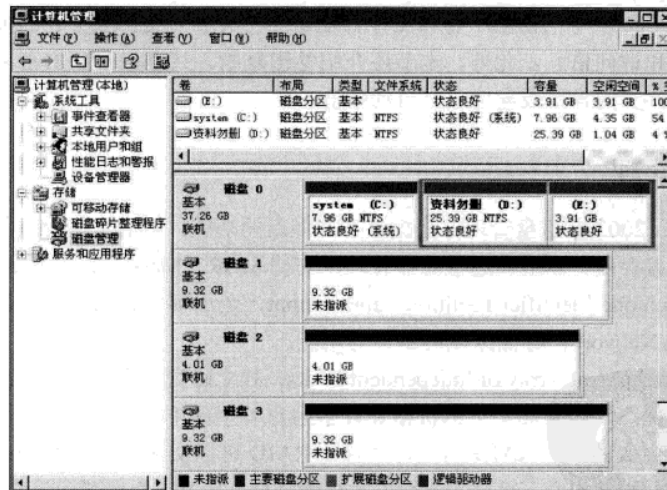 计算机管理
文件(F) 操作(A) 查看(V) 窗口(W) 帮助(H)
计算机管理(本地)
系统工具
事件查看器
共享文件夹
本地用户和组
性能日志和警报
设备管理器
存储
可移动存储
磁盘碎片整理程序
磁盘管理
服务和应用程序
卷 布局 类型 文件系统 状态 容量 空闲空间 %
(E:) 磁盘分区 基本 状态良好 3.91 GB 3.91 GB 100
system (C:) 磁盘分区 基本 NTFS 状态良好 (系统) 7.96 GB 4.35 GB 54
资料勿删 (D:) 磁盘分区 基本 NTFS 状态良好 25.39 GB 1.04 GB 4 %
磁盘 0
基本
37.26 GB
联机
system (C:)
7.96 GB NTFS
状态良好 (系统)
资料勿删 (D:)
25.39 GB NTFS
状态良好
(E:)
3.91 GB
状态良好
磁盘 1
基本
9.32 GB
联机
9.32 GB
未指派
磁盘 2
基本
4.01 GB
联机
4.01 GB
未指派
磁盘 3
基本
9.32 GB
联机
9.32 GB
未指派
未指派 主要磁盘分区 扩展磁盘分区 逻辑驱动器